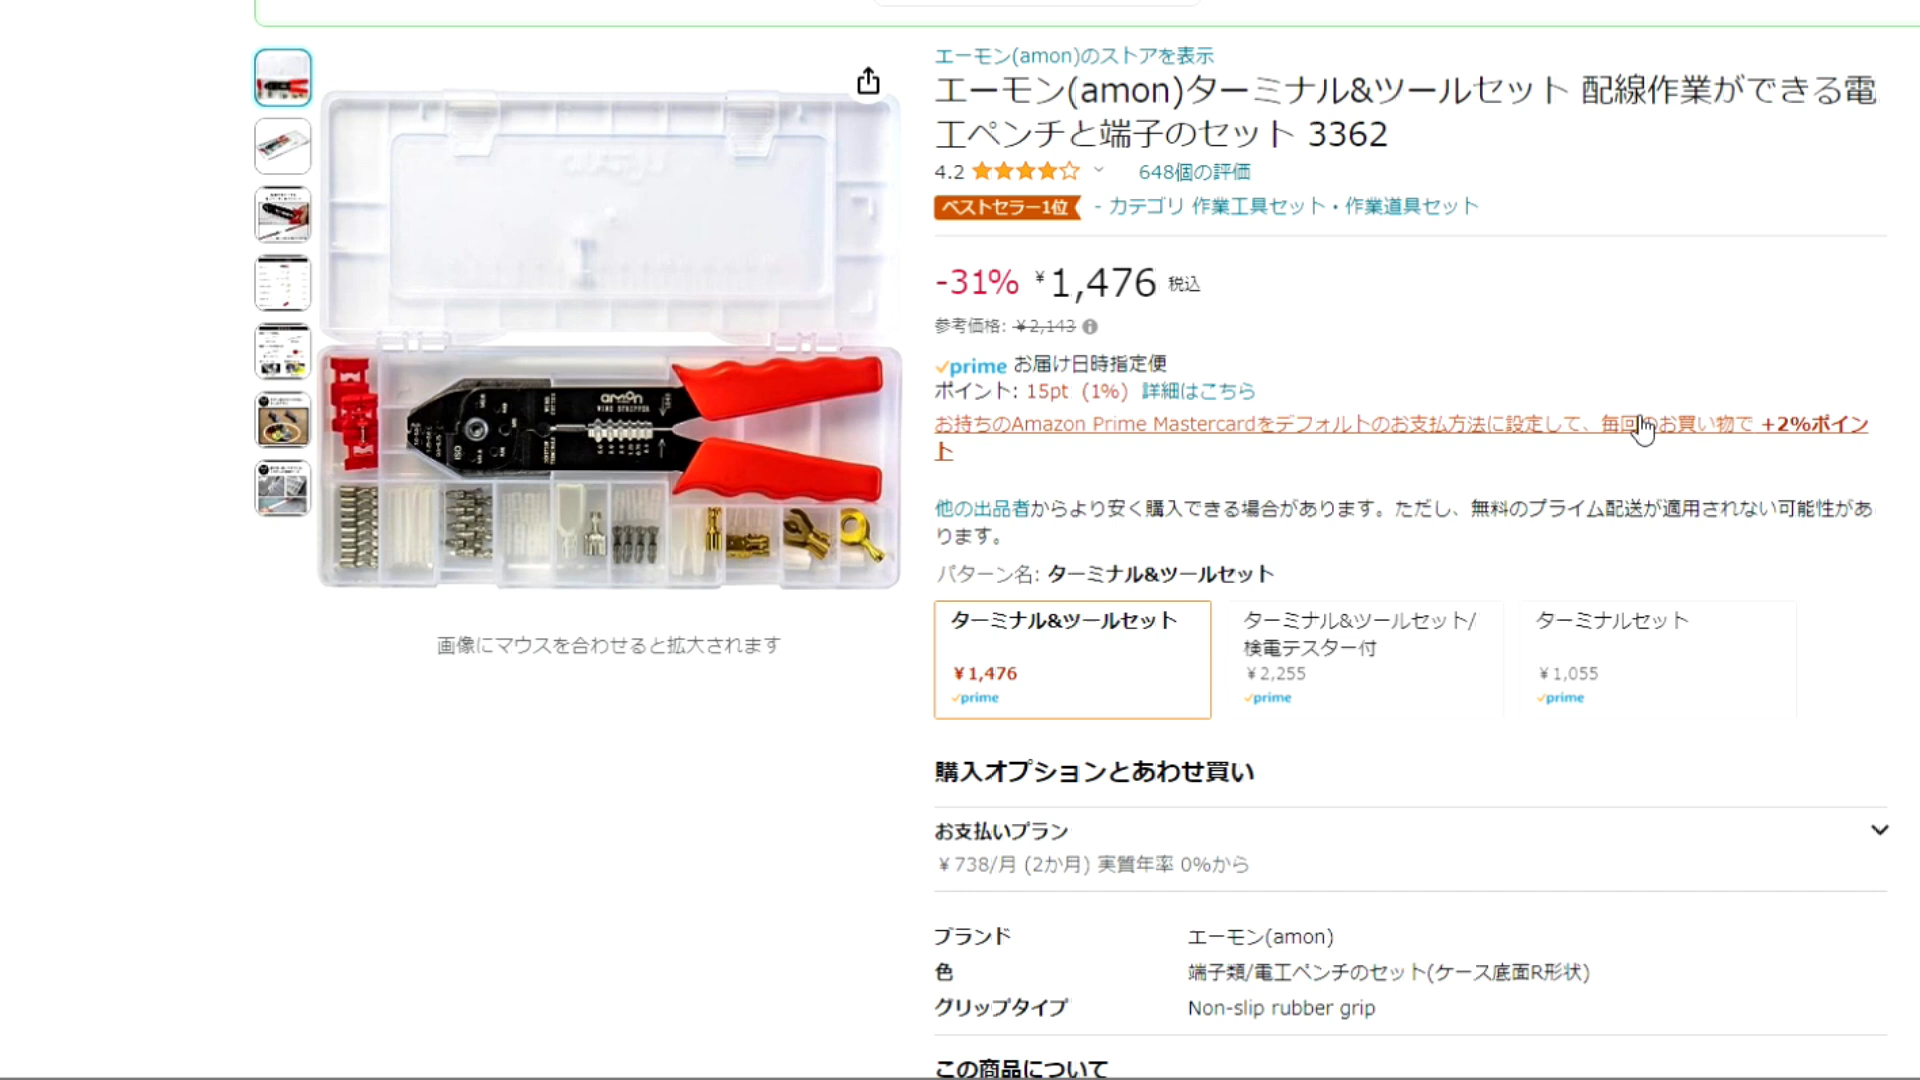 エーモン(amon)のストアを表示
エーモン(amon)ターミナル&ツールセット 配線作業ができる電
工ペンチと端子のセット 3362
4.2 648個の評価
ベストセラー1位 - カテゴリ 作業工具セット・作業道具セット
-31% ¥1,476 税込
参考価格: ¥2,143
prime お届け日時指定便
ポイント: 15pt (1%) 詳細はこちら
お持ちのAmazon Prime Mastercardをデフォルトのお支払方法に設定して、毎回のお買い物で +2%ポイン
ト
amon
WIRE STRIPPER
ISO
他の出品者からより安く購入できる場合があります。ただし、無料のプライム配送が適用されない可能性があ
ります。
パターン名: ターミナル&ツールセット
ターミナル&ツールセット
¥1,476
prime
ターミナル&ツールセット/
検電テスター付
¥2,255
prime
ターミナルセット
¥1,055
prime
画像にマウスを合わせると拡大されます
購入オプションとあわせ買い
お支払いプラン
¥738/月 (2か月) 実質年率 0%から
ブランド エーモン(amon)
色 端子類/電工ペンチのセット(ケース底面R形状)
グリップタイプ Non-slip rubber grip
この商品について